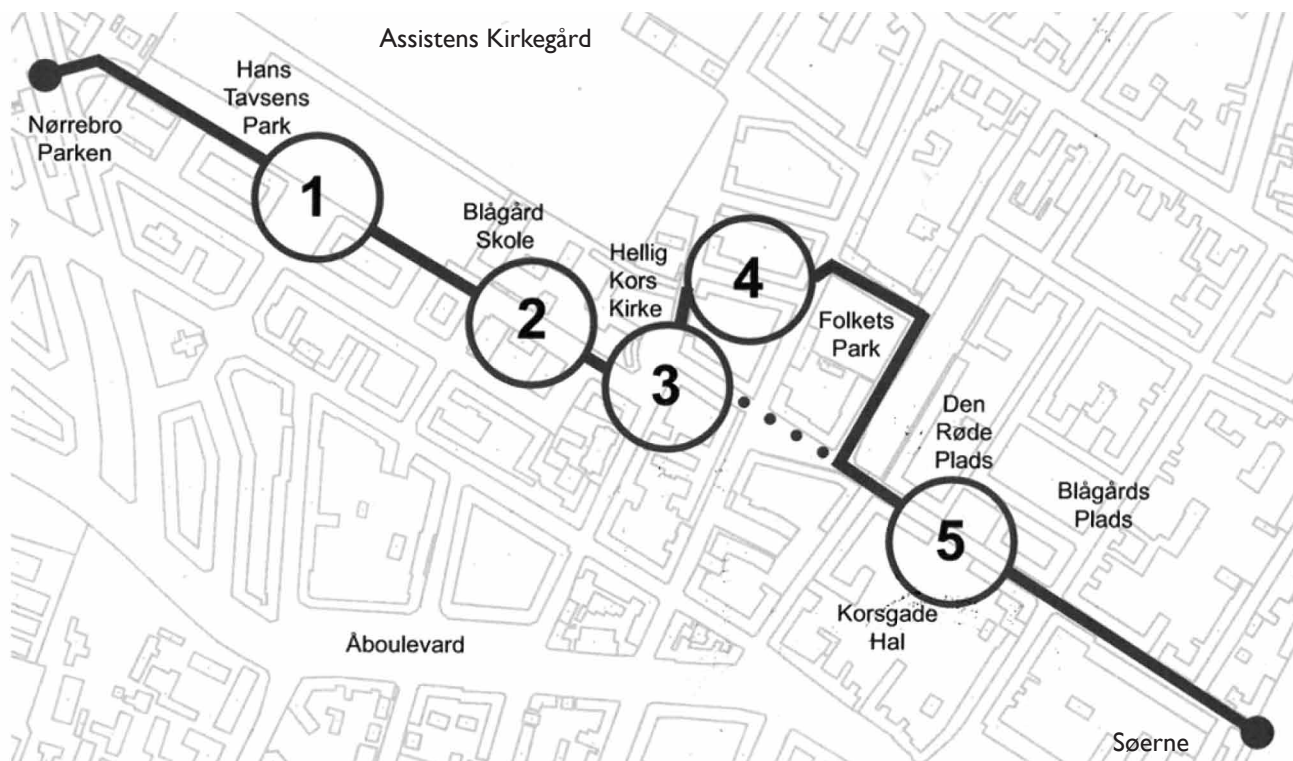 Assistens Kirkegård
Hans
Tavsens
Park
Nørrebro
Parken
1
Blågård
Skole
2
Hellig
Kors
Kirke
3
4
Folkets
Park
Den
Røde
Plads
Blågårds
Plads
5
Korsgade
Hal
Åboulevard
Søerne